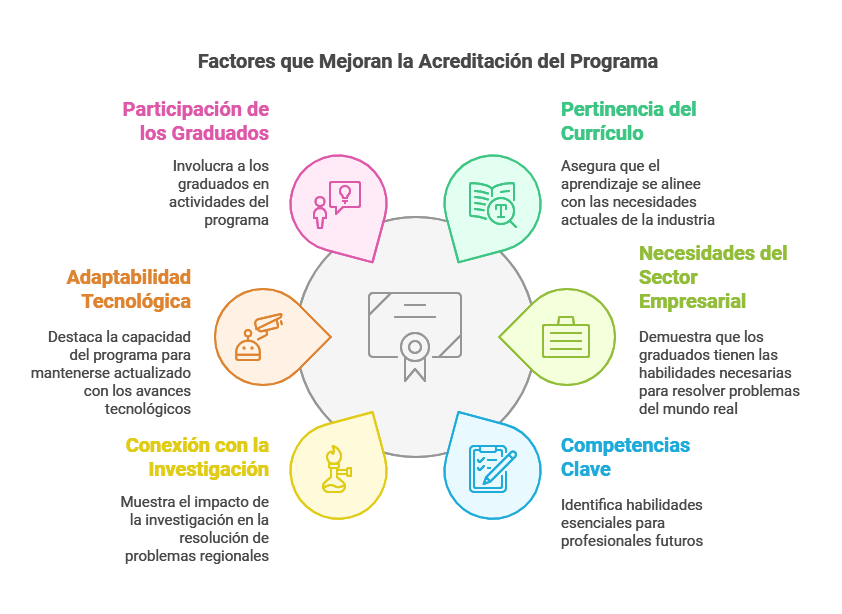 Factores que Mejoran la Acreditación del Programa
Participación de
los Graduados
Involucra a los
graduados en
actividades del
programa
Pertinencia del
Currículo
Asegura que el
aprendizaje se alinee
con las necesidades
actuales de la industria
Adaptabilidad
Tecnológica
Destaca la capacidad
del programa para
mantenerse actualizado
con los avances
tecnológicos
Necesidades del
Sector
Empresarial
Demuestra que los
graduados tienen las
habilidades necesarias
para resolver problemas
del mundo real
Conexión con la
Investigación
Muestra el impacto de
la investigación en la
resolución de
problemas regionales
Competencias
Clave
Identifica habilidades
esenciales para
profesionales futuros